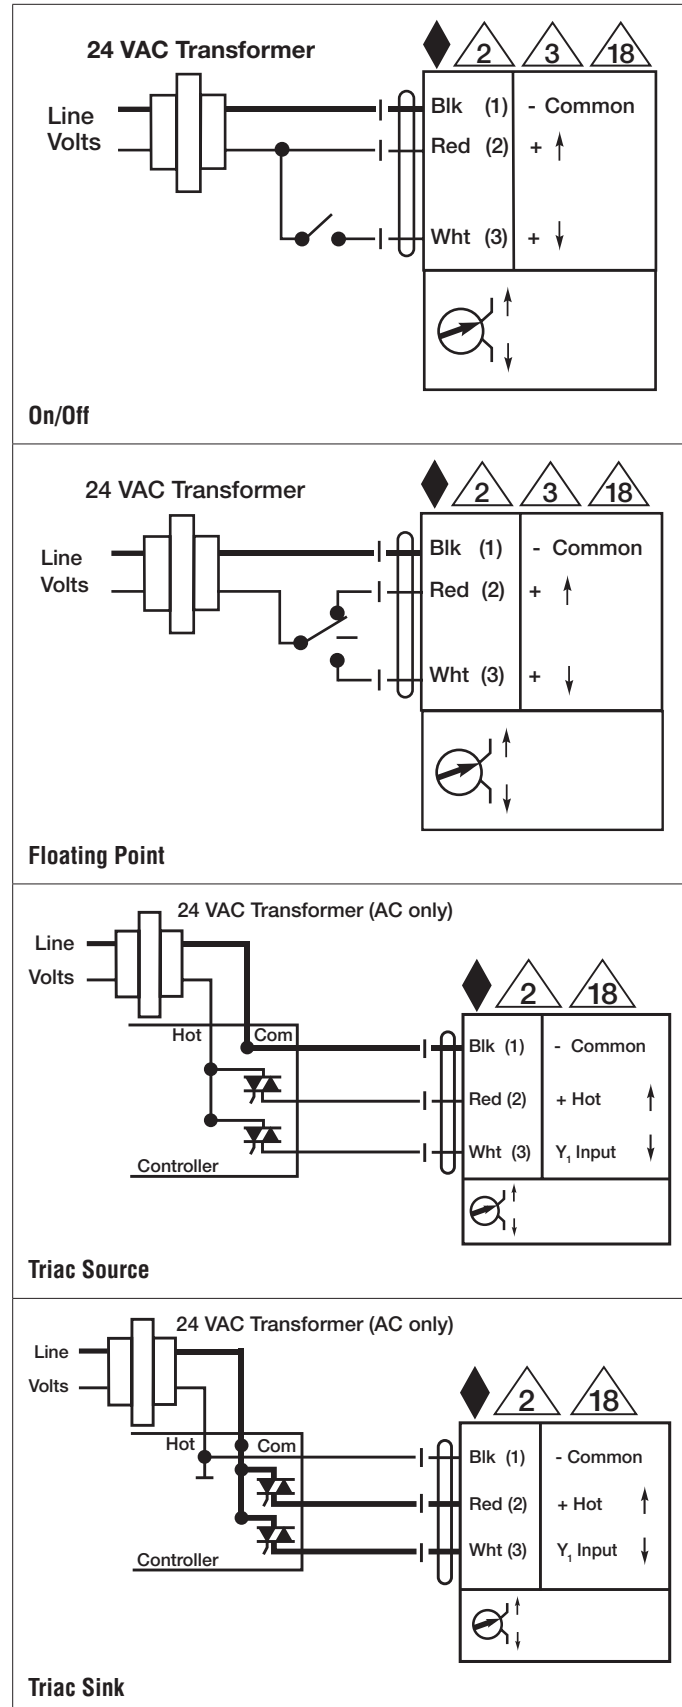 24 VAC Transformer
2 3 18
Line
Volts
Blk (1) - Common
Red (2) + ↑
Wht (3) + ↓
On/Off
24 VAC Transformer
2 3 18
Line
Volts
Blk (1) - Common
Red (2) + ↑
Wht (3) + ↓
Floating Point
24 VAC Transformer (AC only)
Line
Volts
2 18
Hot Com
Blk (1) - Common
Red (2) + Hot ↑
Wht (3) Y₁ Input ↓
Controller
Triac Source
24 VAC Transformer (AC only)
Line
Volts
2 18
Hot Com
Blk (1) - Common
Red (2) + Hot ↑
Wht (3) Y₁ Input ↓
Controller
Triac Sink